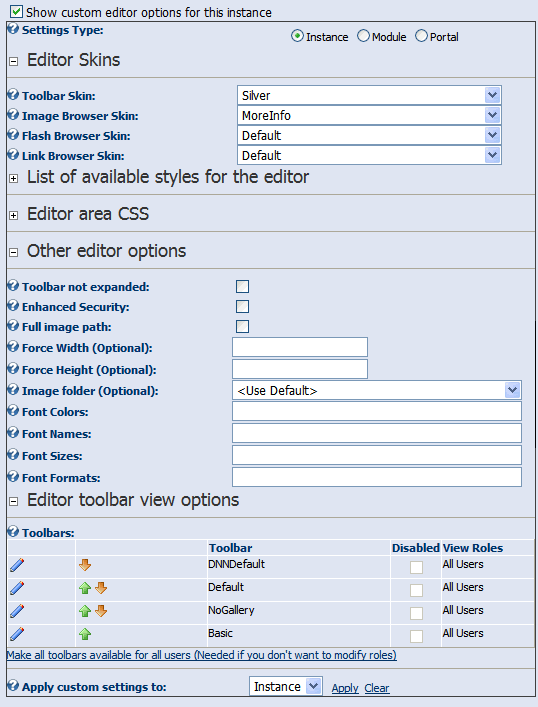 Show custom editor options for this instance
Settings Type: Instance Module Portal
Editor Skins
Toolbar Skin: Silver
Image Browser Skin: MoreInfo
Flash Browser Skin: Default
Link Browser Skin: Default
List of available styles for the editor
Editor area CSS
Other editor options
Toolbar not expanded:
Enhanced Security:
Full image path:
Force Width (Optional):
Force Height (Optional):
Image folder (Optional): <Use Default>
Font Colors:
Font Names:
Font Sizes:
Font Formats:
Editor toolbar view options
Toolbars:
Toolbar Disabled View Roles
DNNDefault All Users
Default All Users
NoGallery All Users
Basic All Users
Make all toolbars available for all users (Needed if you don't want to modify roles)
Apply custom settings to: Instance Apply Clear